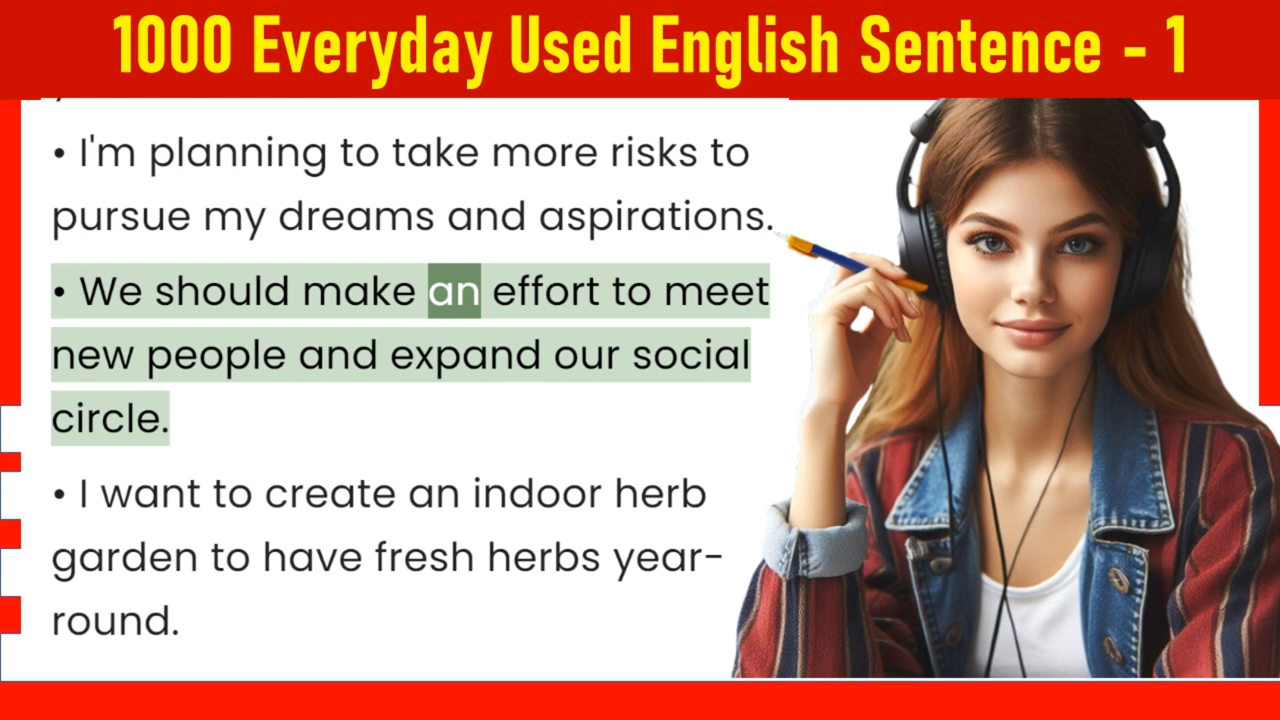 1000 Everyday Used English Sentence - 1
• I'm planning to take more risks to
pursue my dreams and aspirations.
• We should make an effort to meet
new people and expand our social
circle.
• I want to create an indoor herb
garden to have fresh herbs year-
round.